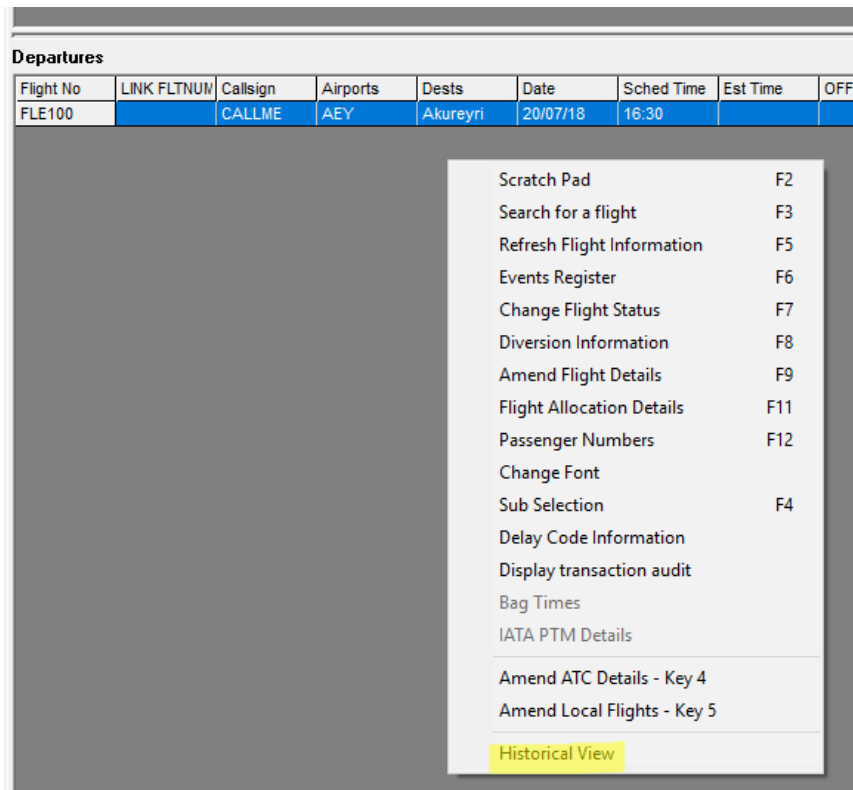 Departures
Flight No LINK FLTNUM Callsign Airports Dests Date Sched Time Est Time OFF
FLE100 CALLME AEY Akureyri 20/07/18 16:30
Scratch Pad F2
Search for a flight F3
Refresh Flight Information F5
Events Register F6
Change Flight Status F7
Diversion Information F8
Amend Flight Details F9
Flight Allocation Details F11
Passenger Numbers F12
Change Font
Sub Selection F4
Delay Code Information
Display transaction audit
Bag Times
IATA PTM Details
Amend ATC Details - Key 4
Amend Local Flights - Key 5
Historical View